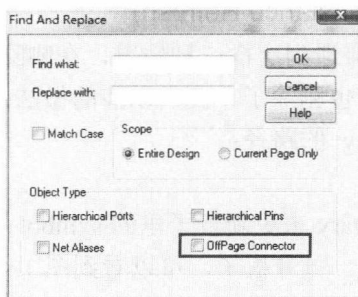 Find And Replace
Find what:
OK
Replace with:
Cancel
Help
Match Case
Scope
Entire Design
Current Page Only
Object Type
Hierarchical Ports
Hierarchical Pins
Net Aliases
OffPage Connector